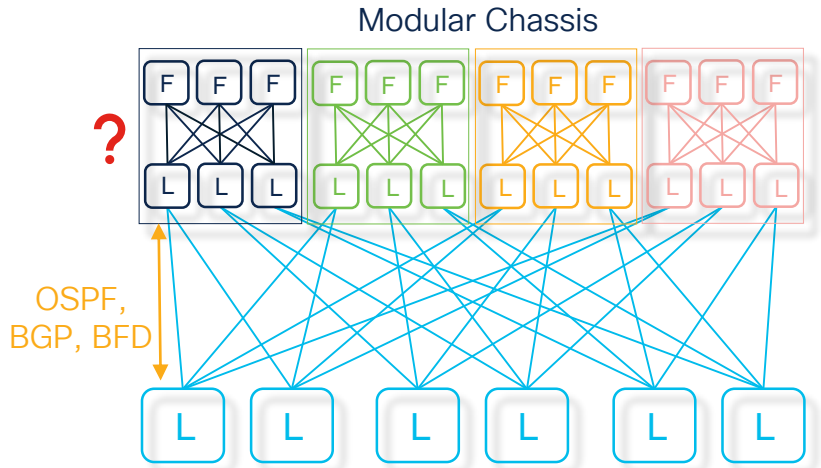 Modular Chassis
F F F F F F F F F F F F
?
L L L L L L L L L L L L
OSPF,
BGP, BFD
L L L L L L